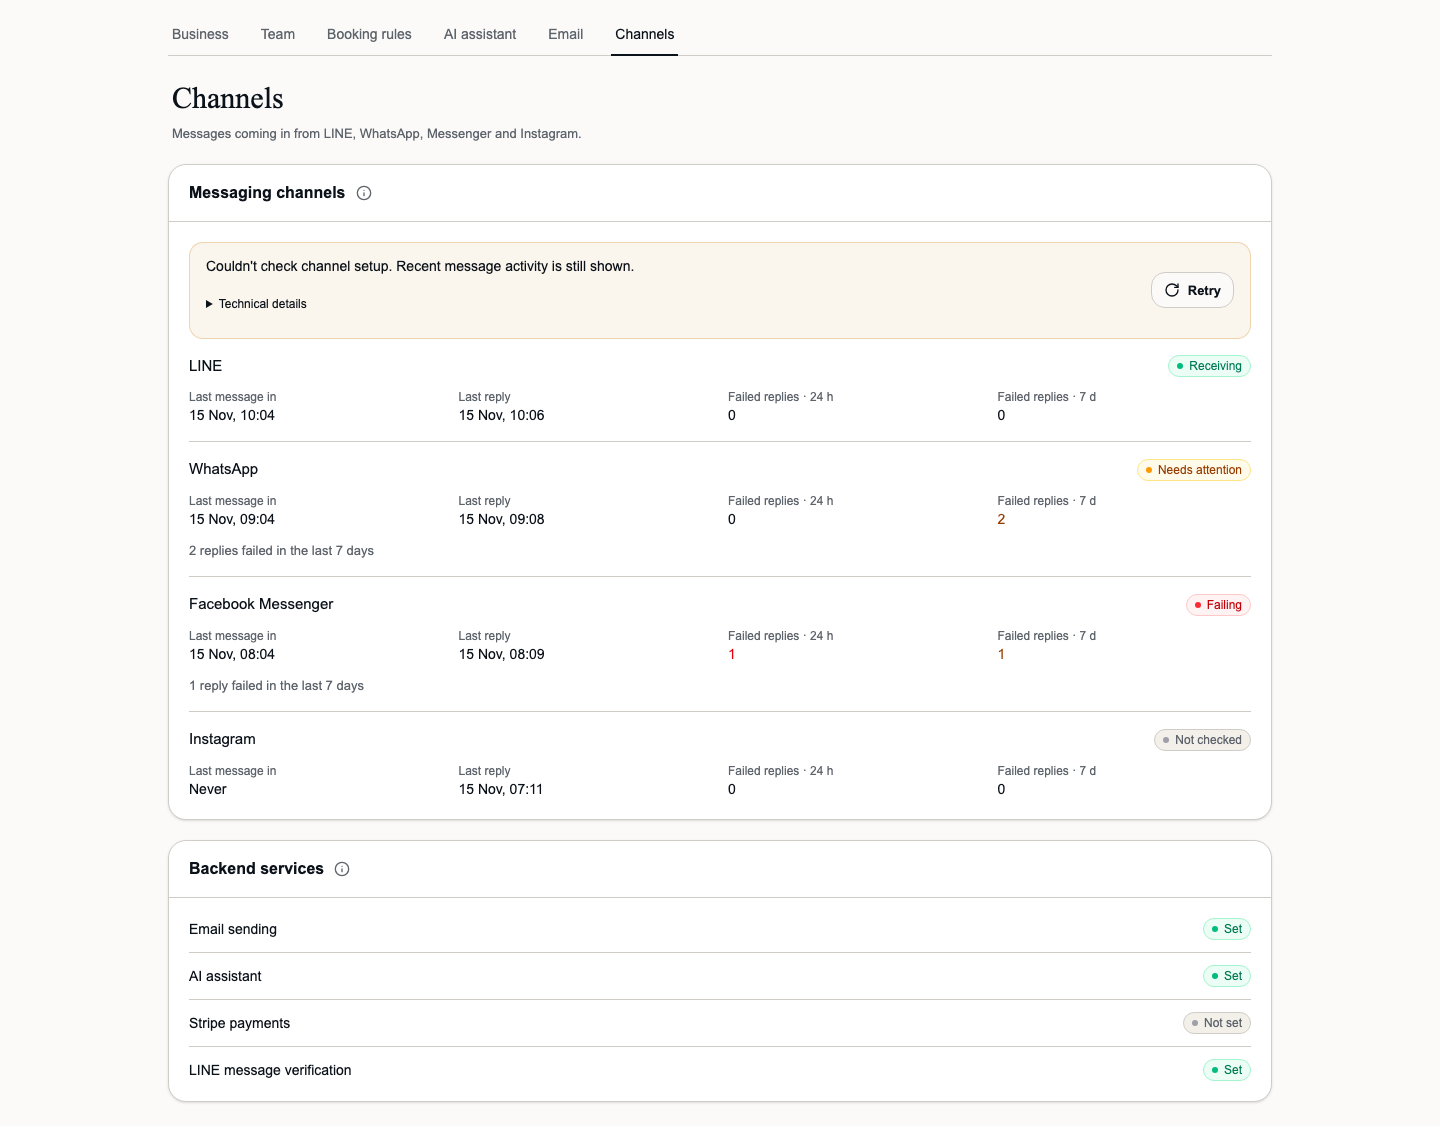 Business Team Booking rules AI assistant Email Channels
Channels
Messages coming in from LINE, WhatsApp, Messenger and Instagram.
Messaging channels
Couldn't check channel setup. Recent message activity is still shown.
Technical details
Retry
LINE
Receiving
Last message in Last reply Failed replies · 24 h Failed replies · 7 d
15 Nov, 10:04 15 Nov, 10:06 0 0
WhatsApp
Needs attention
Last message in Last reply Failed replies · 24 h Failed replies · 7 d
15 Nov, 09:04 15 Nov, 09:08 0 2
2 replies failed in the last 7 days
Facebook Messenger
Failing
Last message in Last reply Failed replies · 24 h Failed replies · 7 d
15 Nov, 08:04 15 Nov, 08:09 1 1
1 reply failed in the last 7 days
Instagram
Not checked
Last message in Last reply Failed replies · 24 h Failed replies · 7 d
Never 15 Nov, 07:11 0 0
Backend services
Email sending Set
AI assistant Set
Stripe payments Not set
LINE message verification Set